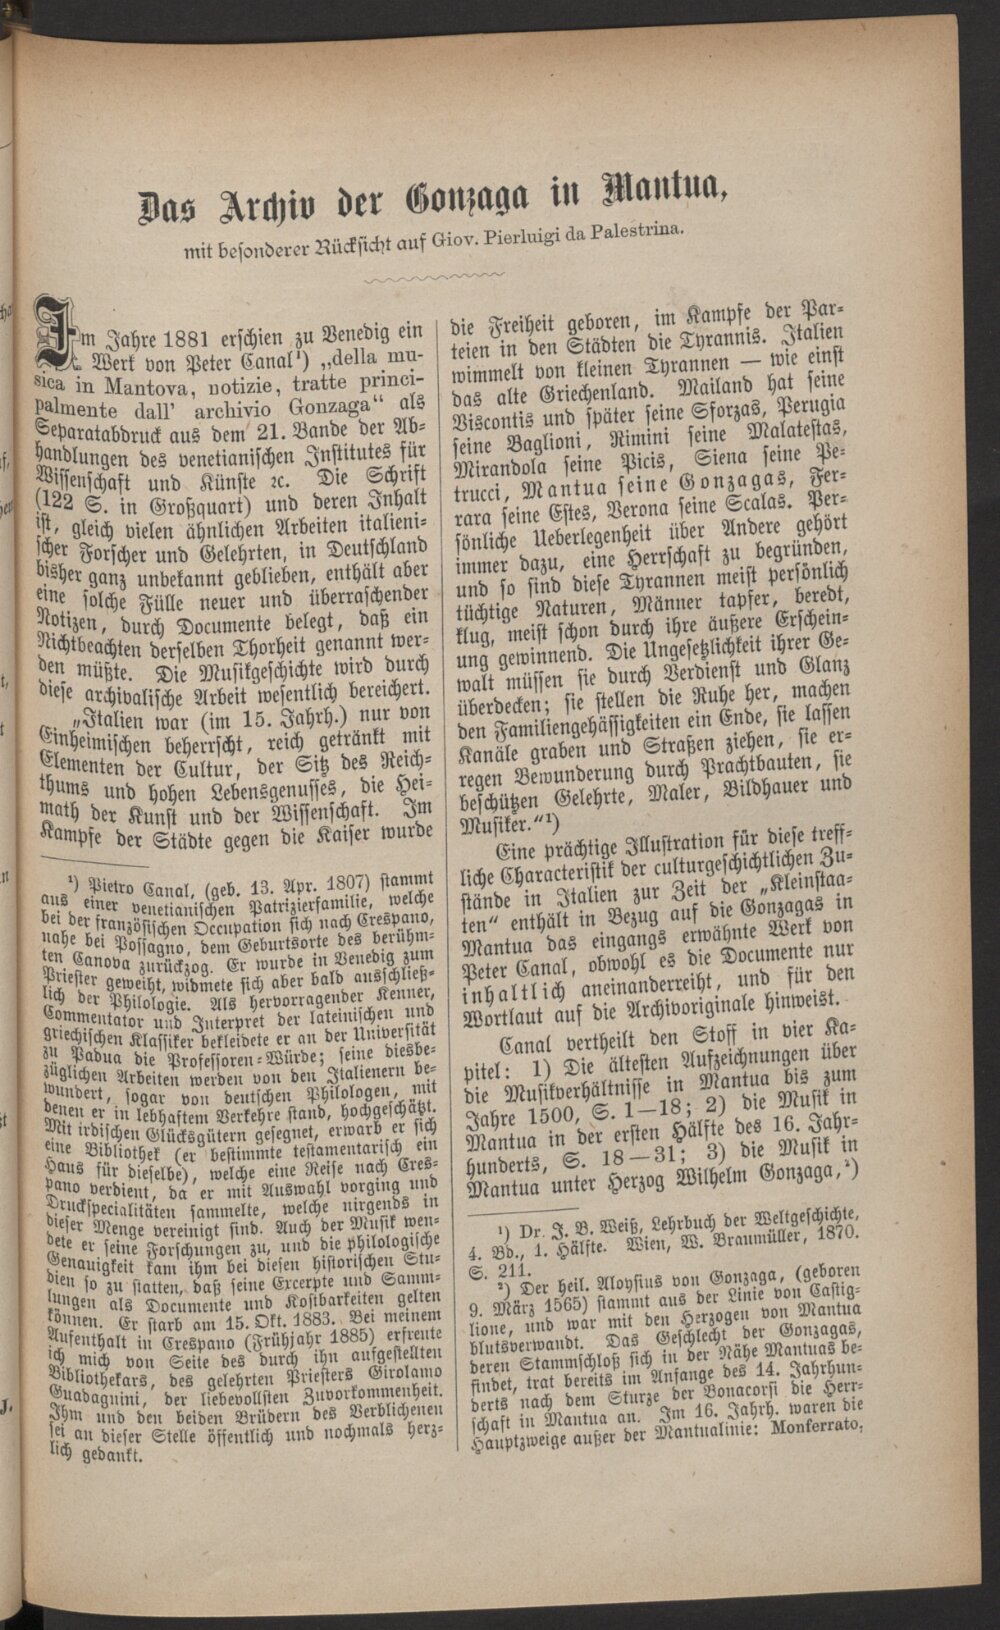 Das Archiv der Gonzaga in Mantua,
mit besonderer Rücksicht auf Giov. Pierluigi da Palestrina.
Im Jahre 1881 erschien zu Venedig ein
Werk von Peter Canal¹) „della mu-
sica in Mantova, notizie, tratte princi-
palmente dall' archivio Gonzaga“ als
Separatabdruck aus dem 21. Bande der Ab-
handlungen des venetianischen Institutes für
Wissenschaft und Künste ꝛc. Die Schrift
(122 S. in Großquart) und deren Inhalt
ist, gleich vielen ähnlichen Arbeiten italieni-
scher Forscher und Gelehrten, in Deutschland
bisher ganz unbekannt geblieben, enthält aber
eine solche Fülle neuer und überraschender
Notizen, durch Documente belegt, daß ein
Nichtbeachten derselben Thorheit genannt wer-
den müßte. Die Musikgeschichte wird durch
diese archivalische Arbeit wesentlich bereichert.
„Italien war (im 15. Jahrh.) nur von
Einheimischen beherrscht, reich getränkt mit
Elementen der Cultur, der Sitz des Reich-
thums und hohen Lebensgenusses, die Hei-
math der Kunst und der Wissenschaft. Im
Kampfe der Städte gegen die Kaiser wurde
¹) Pietro Canal, (geb. 13. Apr. 1807) stammt
aus einer venetianischen Patrizierfamilie, welche
bei der französischen Occupation sich nach Crespano,
nahe bei Possagno, dem Geburtsorte des berühm-
ten Canova zurückzog. Er wurde in Venedig zum
Priester geweiht, widmete sich aber bald ausschließ-
lich der Philologie. Als hervorragender Kenner,
Commentator und Interpret der lateinischen und
griechischen Klassiker bekleidete er an der Universität
zu Padua die Professoren-Würde; seine diesbe-
züglichen Arbeiten werden von den Italienern be-
wundert, sogar von deutschen Philologen, mit
denen er in lebhaftem Verkehre stand, hochgeschätzt.
Mit irdischen Glücksgütern gesegnet, erwarb er sich
eine Bibliothek (er bestimmte testamentarisch ein
Haus für dieselbe), welche eine Reise nach Cres-
pano verdient, da er mit Auswahl vorging und
Druckspecialitäten sammelte, welche nirgends in
dieser Menge vereinigt sind. Auch der Musik wen-
dete er seine Forschungen zu, und die philologische
Genauigkeit kam ihm bei diesen historischen Stu-
dien so zu statten, daß seine Excerpte und Samm-
lungen als Documente und Kostbarkeiten gelten
können. Er starb am 15. Okt. 1883. Bei meinem
Aufenthalt in Crespano (Frühjahr 1885) erfreute
ich mich von Seite des durch ihn aufgestellten
Bibliothekars, des gelehrten Priesters Girolamo
Guadagnini, der liebevollsten Zuvorkommenheit.
Ihm und den beiden Brüdern des Verblichenen
sei an dieser Stelle öffentlich und nochmals herz-
lich gedankt.
die Freiheit geboren, im Kampfe der Par-
teien in den Städten die Tyrannis. Italien
wimmelt von kleinen Tyrannen — wie einst
das alte Griechenland. Mailand hat seine
Viscontis und später seine Sforzas, Perugia
seine Baglioni, Rimini seine Malatestas,
Mirandola seine Picis, Siena seine Pe-
trucci, Mantua seine Gonzagas, Fer-
rara seine Estes, Verona seine Scalas. Per-
sönliche Ueberlegenheit über Andere gehört
immer dazu, eine Herrschaft zu begründen,
und so sind diese Tyrannen meist persönlich
tüchtige Naturen, Männer tapfer, beredt,
klug, meist schon durch ihre äußere Erschein-
ung gewinnend. Die Ungesetzlichkeit ihrer Ge-
walt müssen sie durch Verdienst und Glanz
überdecken; sie stellen die Ruhe her, machen
den Familiengehässigkeiten ein Ende, sie lassen
Kanäle graben und Straßen ziehen, sie er-
regen Bewunderung durch Prachtbauten, sie
beschützen Gelehrte, Maler, Bildhauer und
Musiker.“¹)
Eine prächtige Illustration für diese treff-
liche Characteristik der culturgeschichtlichen Zu-
stände in Italien zur Zeit der „Kleinstaa-
ten“ enthält in Bezug auf die Gonzagas in
Mantua das eingangs erwähnte Werk von
Peter Canal, obwohl es die Documente nur
inhaltlich aneinanderreiht, und für den
Wortlaut auf die Archivoriginale hinweist.
Canal vertheilt den Stoff in vier Ka-
pitel: 1) Die ältesten Aufzeichnungen über
die Musikverhältnisse in Mantua bis zum
Jahre 1500, S. 1—18; 2) die Musik in
Mantua in der ersten Hälfte des 16. Jahr-
hunderts, S. 18—31; 3) die Musik in
Mantua unter Herzog Wilhelm Gonzaga,²)
¹) Dr. J. B. Weiß, Lehrbuch der Weltgeschichte,
4. Bd., 1. Hälfte. Wien, W. Braumüller, 1870.
S. 211.
²) Der heil. Aloysius von Gonzaga, (geboren
9. März 1565) stammt aus der Linie von Castig-
lione, und war mit den Herzogen von Mantua
blutsverwandt. Das Geschlecht der Gonzagas,
deren Stammschloß sich in der Nähe Mantuas be-
findet, trat bereits im Anfange des 14. Jahrhun-
derts nach dem Sturze der Bonacorsi die Herr-
schaft in Mantua an. Im 16. Jahrh. waren die
Hauptzweige außer der Mantualinie: Monferrato,